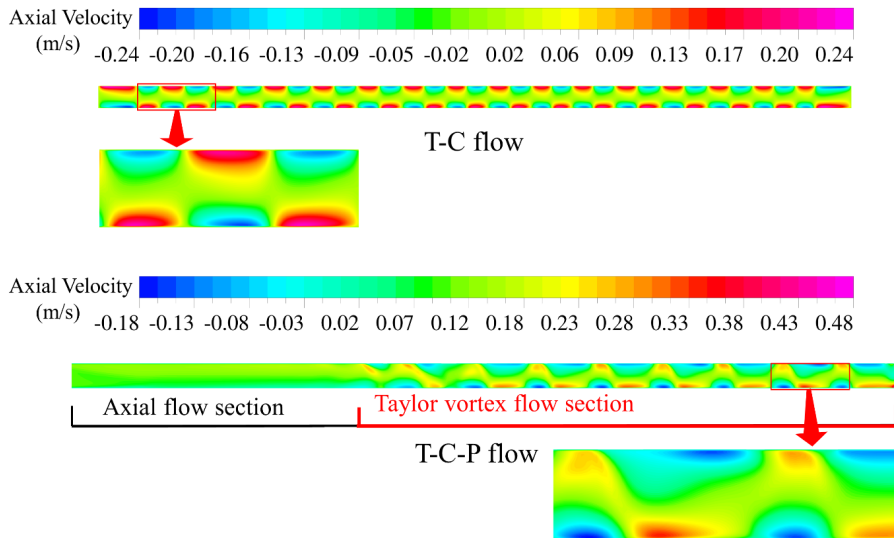 Axial Velocity
(m/s)
-0.24 -0.20 -0.16 -0.13 -0.09 -0.05 -0.02 0.02 0.06 0.09 0.13 0.17 0.20 0.24
T-C flow
Axial Velocity
(m/s)
-0.18 -0.13 -0.08 -0.03 0.02 0.07 0.12 0.18 0.23 0.28 0.33 0.38 0.43 0.48
Axial flow section
Taylor vortex flow section
T-C-P flow